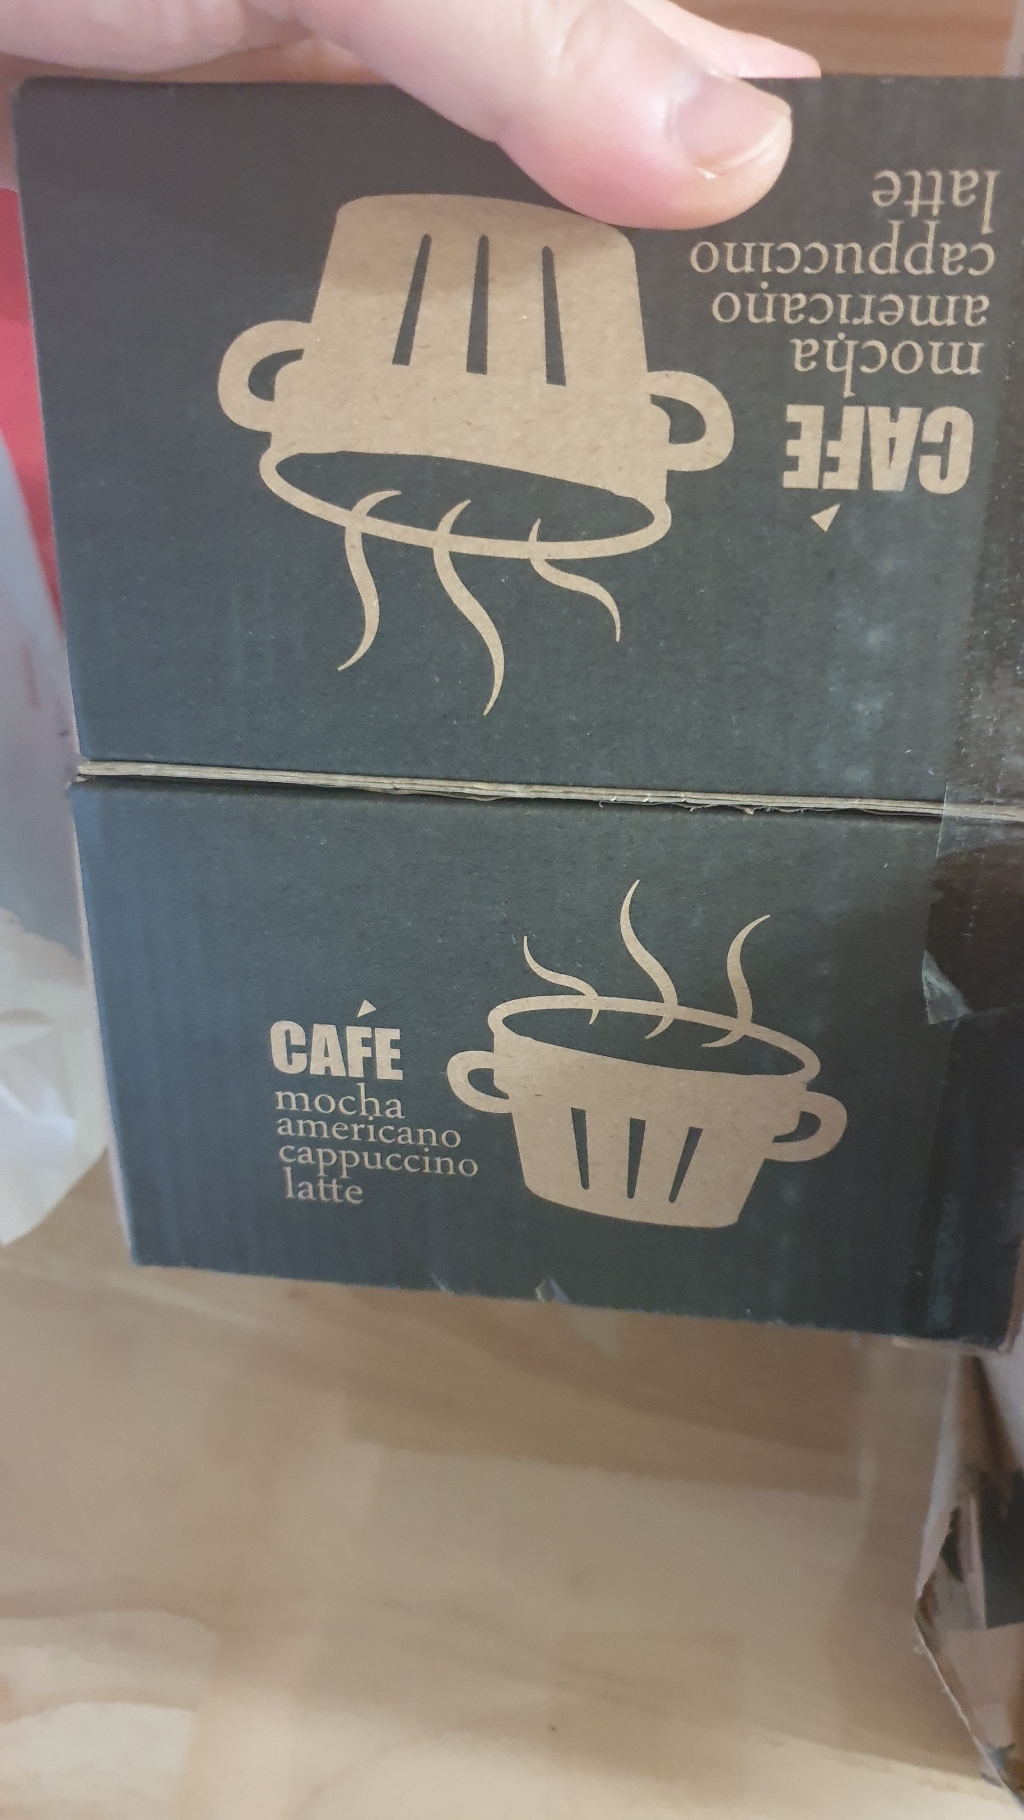 CAFÉ
mocha
americano
cappuccino
latte
CAFÉ
mocha
americano
cappuccino
latte